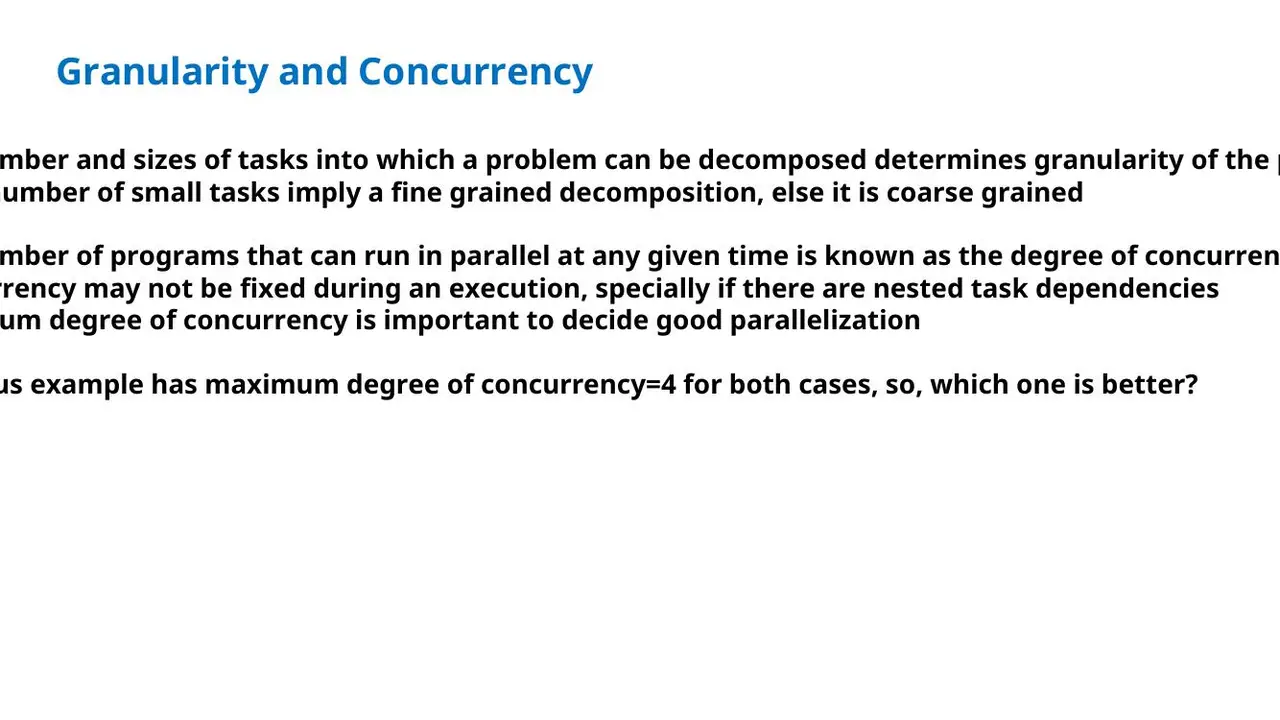 Granularity and Concurrency
mber and sizes of tasks into which a problem can be decomposed determines granularity of the
number of small tasks imply a fine grained decomposition, else it is coarse grained
mber of programs that can run in parallel at any given time is known as the degree of concurren
rrency may not be fixed during an execution, specially if there are nested task dependencies
um degree of concurrency is important to decide good parallelization
us example has maximum degree of concurrency=4 for both cases, so, which one is better?